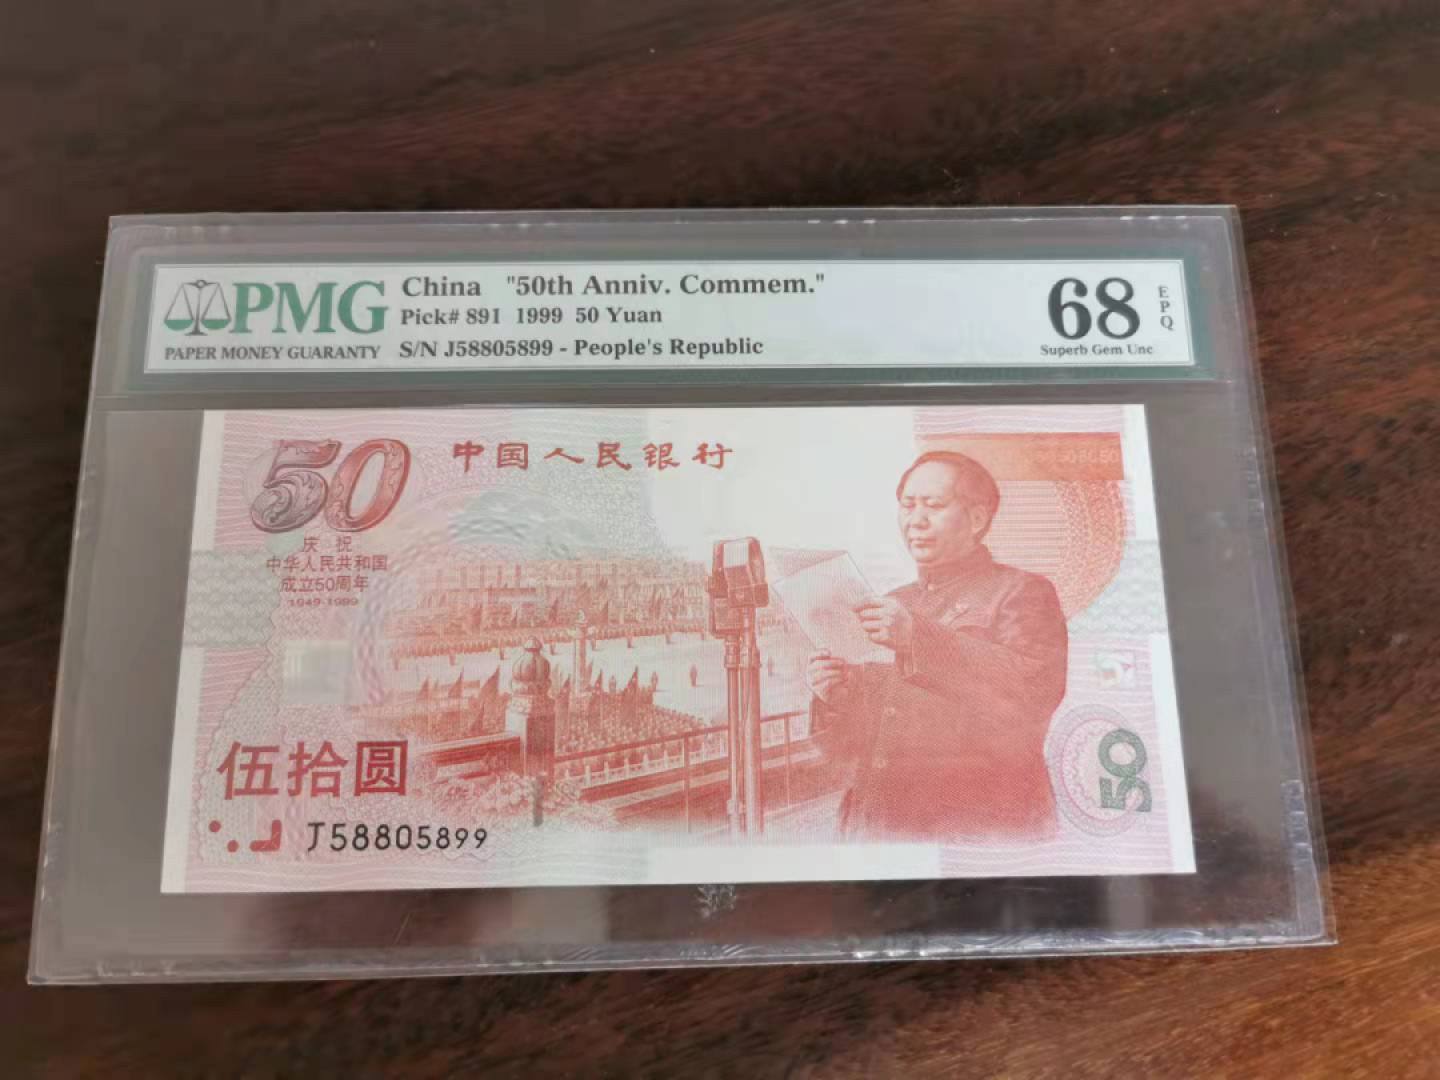 PMG
PAPER MONEY GUARANTY
China "50th Anniv. Commem."
Pick# 891 1999 50 Yuan
S/N J58805899 - People's Republic
68
EPQ
Superb Gem Unc
50
中国人民银行
庆祝
中华人民共和国
成立50周年
1949-1999
伍拾圆
J58805899
50